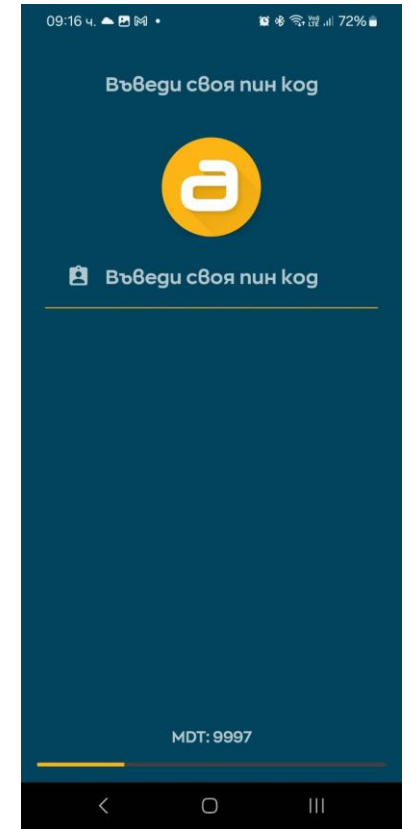 09:16 ч. 72%
Въведи своя пин код
a
Въведи своя пин код
MDT: 9997